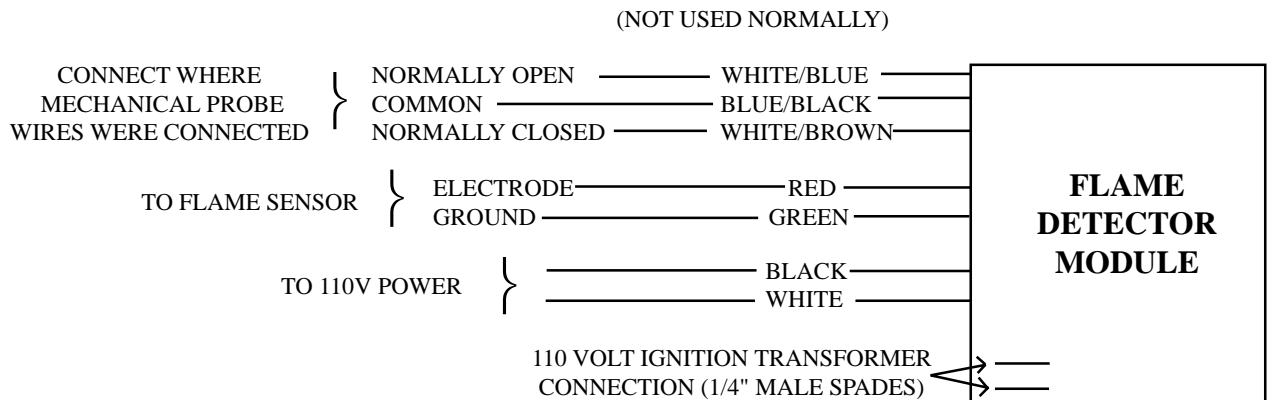 (NOT USED NORMALLY)
CONNECT WHERE
MECHANICAL PROBE
WIRES WERE CONNECTED
NORMALLY OPEN WHITE/BLUE
COMMON BLUE/BLACK
NORMALLY CLOSED WHITE/BROWN
TO FLAME SENSOR
ELECTRODE RED
GROUND GREEN
TO 110V POWER
BLACK
WHITE
110 VOLT IGNITION TRANSFORMER
CONNECTION (1/4" MALE SPADES)
FLAME
DETECTOR
MODULE